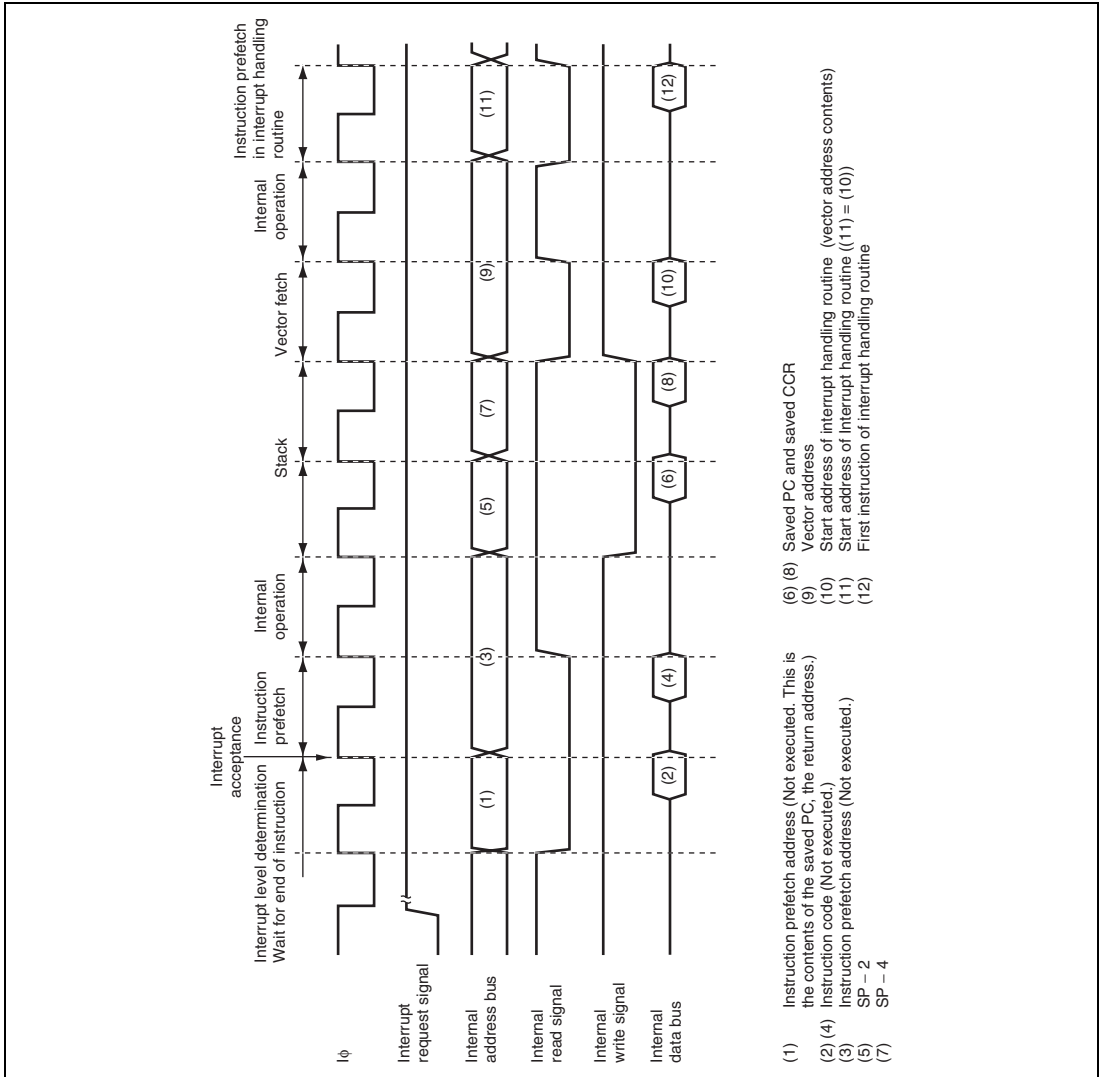 Interrupt
acceptance
Interrupt level determination
Wait for end of instruction
Instruction
prefetch
Internal
operation
Stack
Vector fetch
Internal
operation
Instruction prefetch
in interrupt handling
routine
Iϕ
Interrupt
request signal
Internal
address bus
(1)
(3)
(5)
(7)
(9)
(11)
Internal
read signal
Internal
write signal
Internal
data bus
(2)
(4)
(6)
(8)
(10)
(12)
(1) Instruction prefetch address (Not executed. This is
the contents of the saved PC, the return address.)
(2) (4) Instruction code (Not executed.)
(3) Instruction prefetch address (Not executed.)
(5) SP – 2
(7) SP – 4
(6) (8) Saved PC and saved CCR
(9) Vector address
(10) Start address of interrupt handling routine (vector address contents)
(11) Start address of Interrupt handling routine ((11) = (10))
(12) First instruction of interrupt handling routine